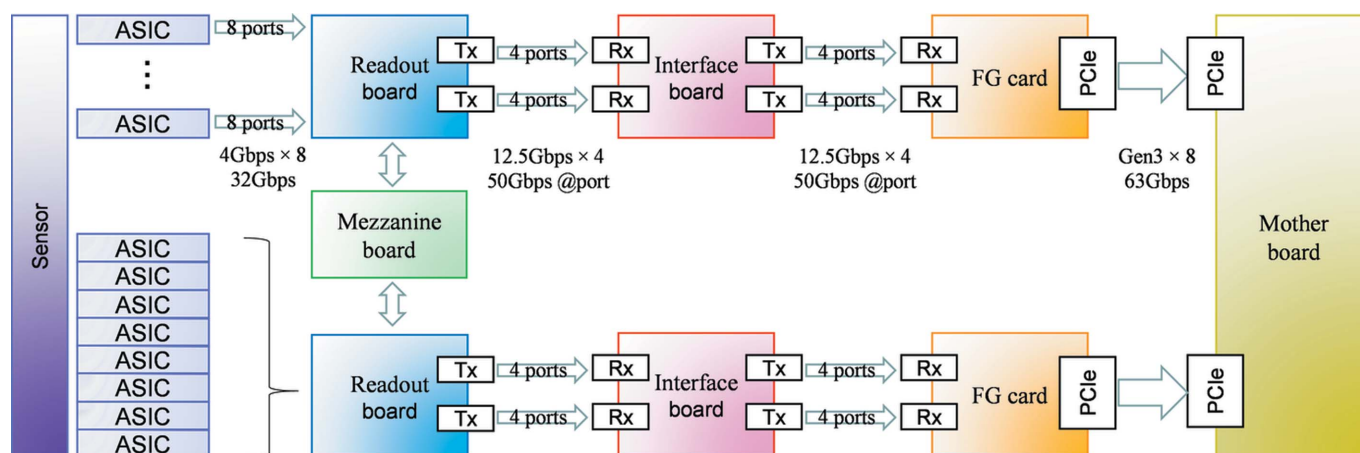 Sensor
ASIC
8 ports
⋮
ASIC
8 ports
4Gbps × 8
32Gbps
Readout
board
Tx
4 ports
Rx
Tx
4 ports
Rx
12.5Gbps × 4
50Gbps @port
Interface
board
Tx
4 ports
Rx
Tx
4 ports
Rx
12.5Gbps × 4
50Gbps @port
FG card
PCIe
PCIe
Gen3 × 8
63Gbps
Mother
board
Mezzanine
board
ASIC
ASIC
ASIC
ASIC
ASIC
ASIC
ASIC
ASIC
Readout
board
Tx
4 ports
Rx
Tx
4 ports
Rx
Interface
board
Tx
4 ports
Rx
Tx
4 ports
Rx
FG card
PCIe
PCIe